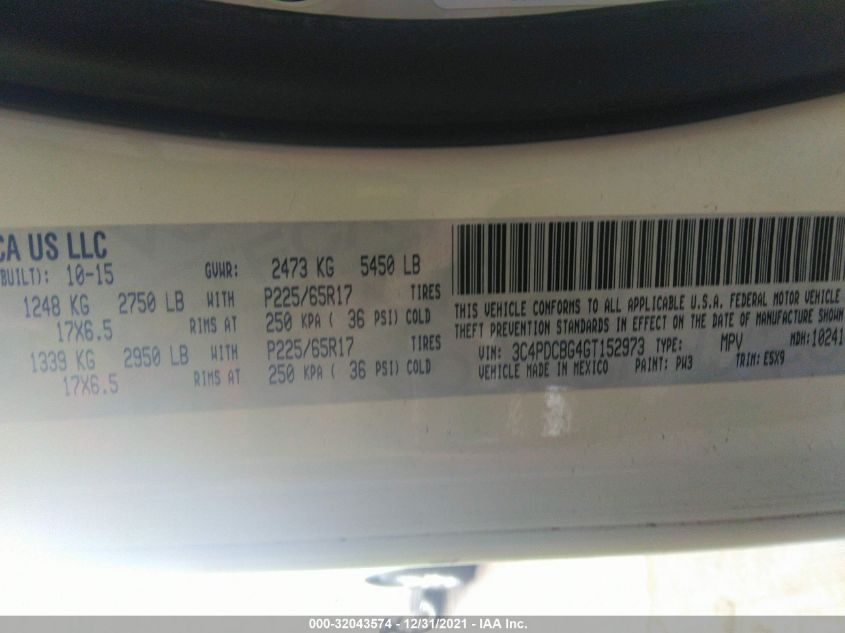 CA US LLC
BUILT): 10-15 GVWR: 2473 KG 5450 LB
1248 KG 2750 LB WITH P225/65R17 TIRES
17X6.5 RIMS AT 250 KPA ( 36 PSI) COLD
1339 KG 2950 LB WITH P225/65R17 TIRES
17X6.5 RIMS AT 250 KPA ( 36 PSI) COLD
THIS VEHICLE CONFORMS TO ALL APPLICABLE U.S.A. FEDERAL MOTOR VEHICLE
THEFT PREVENTION STANDARDS IN EFFECT ON THE DATE OF MANUFACTURE SHOWN
VIN: 3C4PDCBG4GT152973 TYPE: MPV MDH: 10241
VEHICLE MADE IN MEXICO PAINT: PW3 TRIM: ESX9
000-32043574 - 12/31/2021 - IAA Inc.